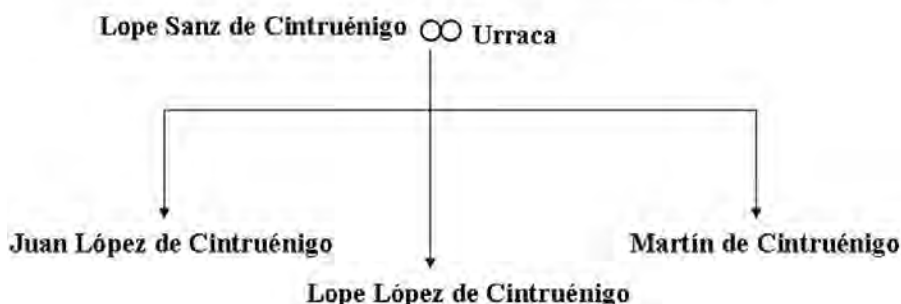 Lope Sanz de Cintruénigo Urraca
Juan López de Cintruénigo
Martín de Cintruénigo
Lope López de Cintruénigo